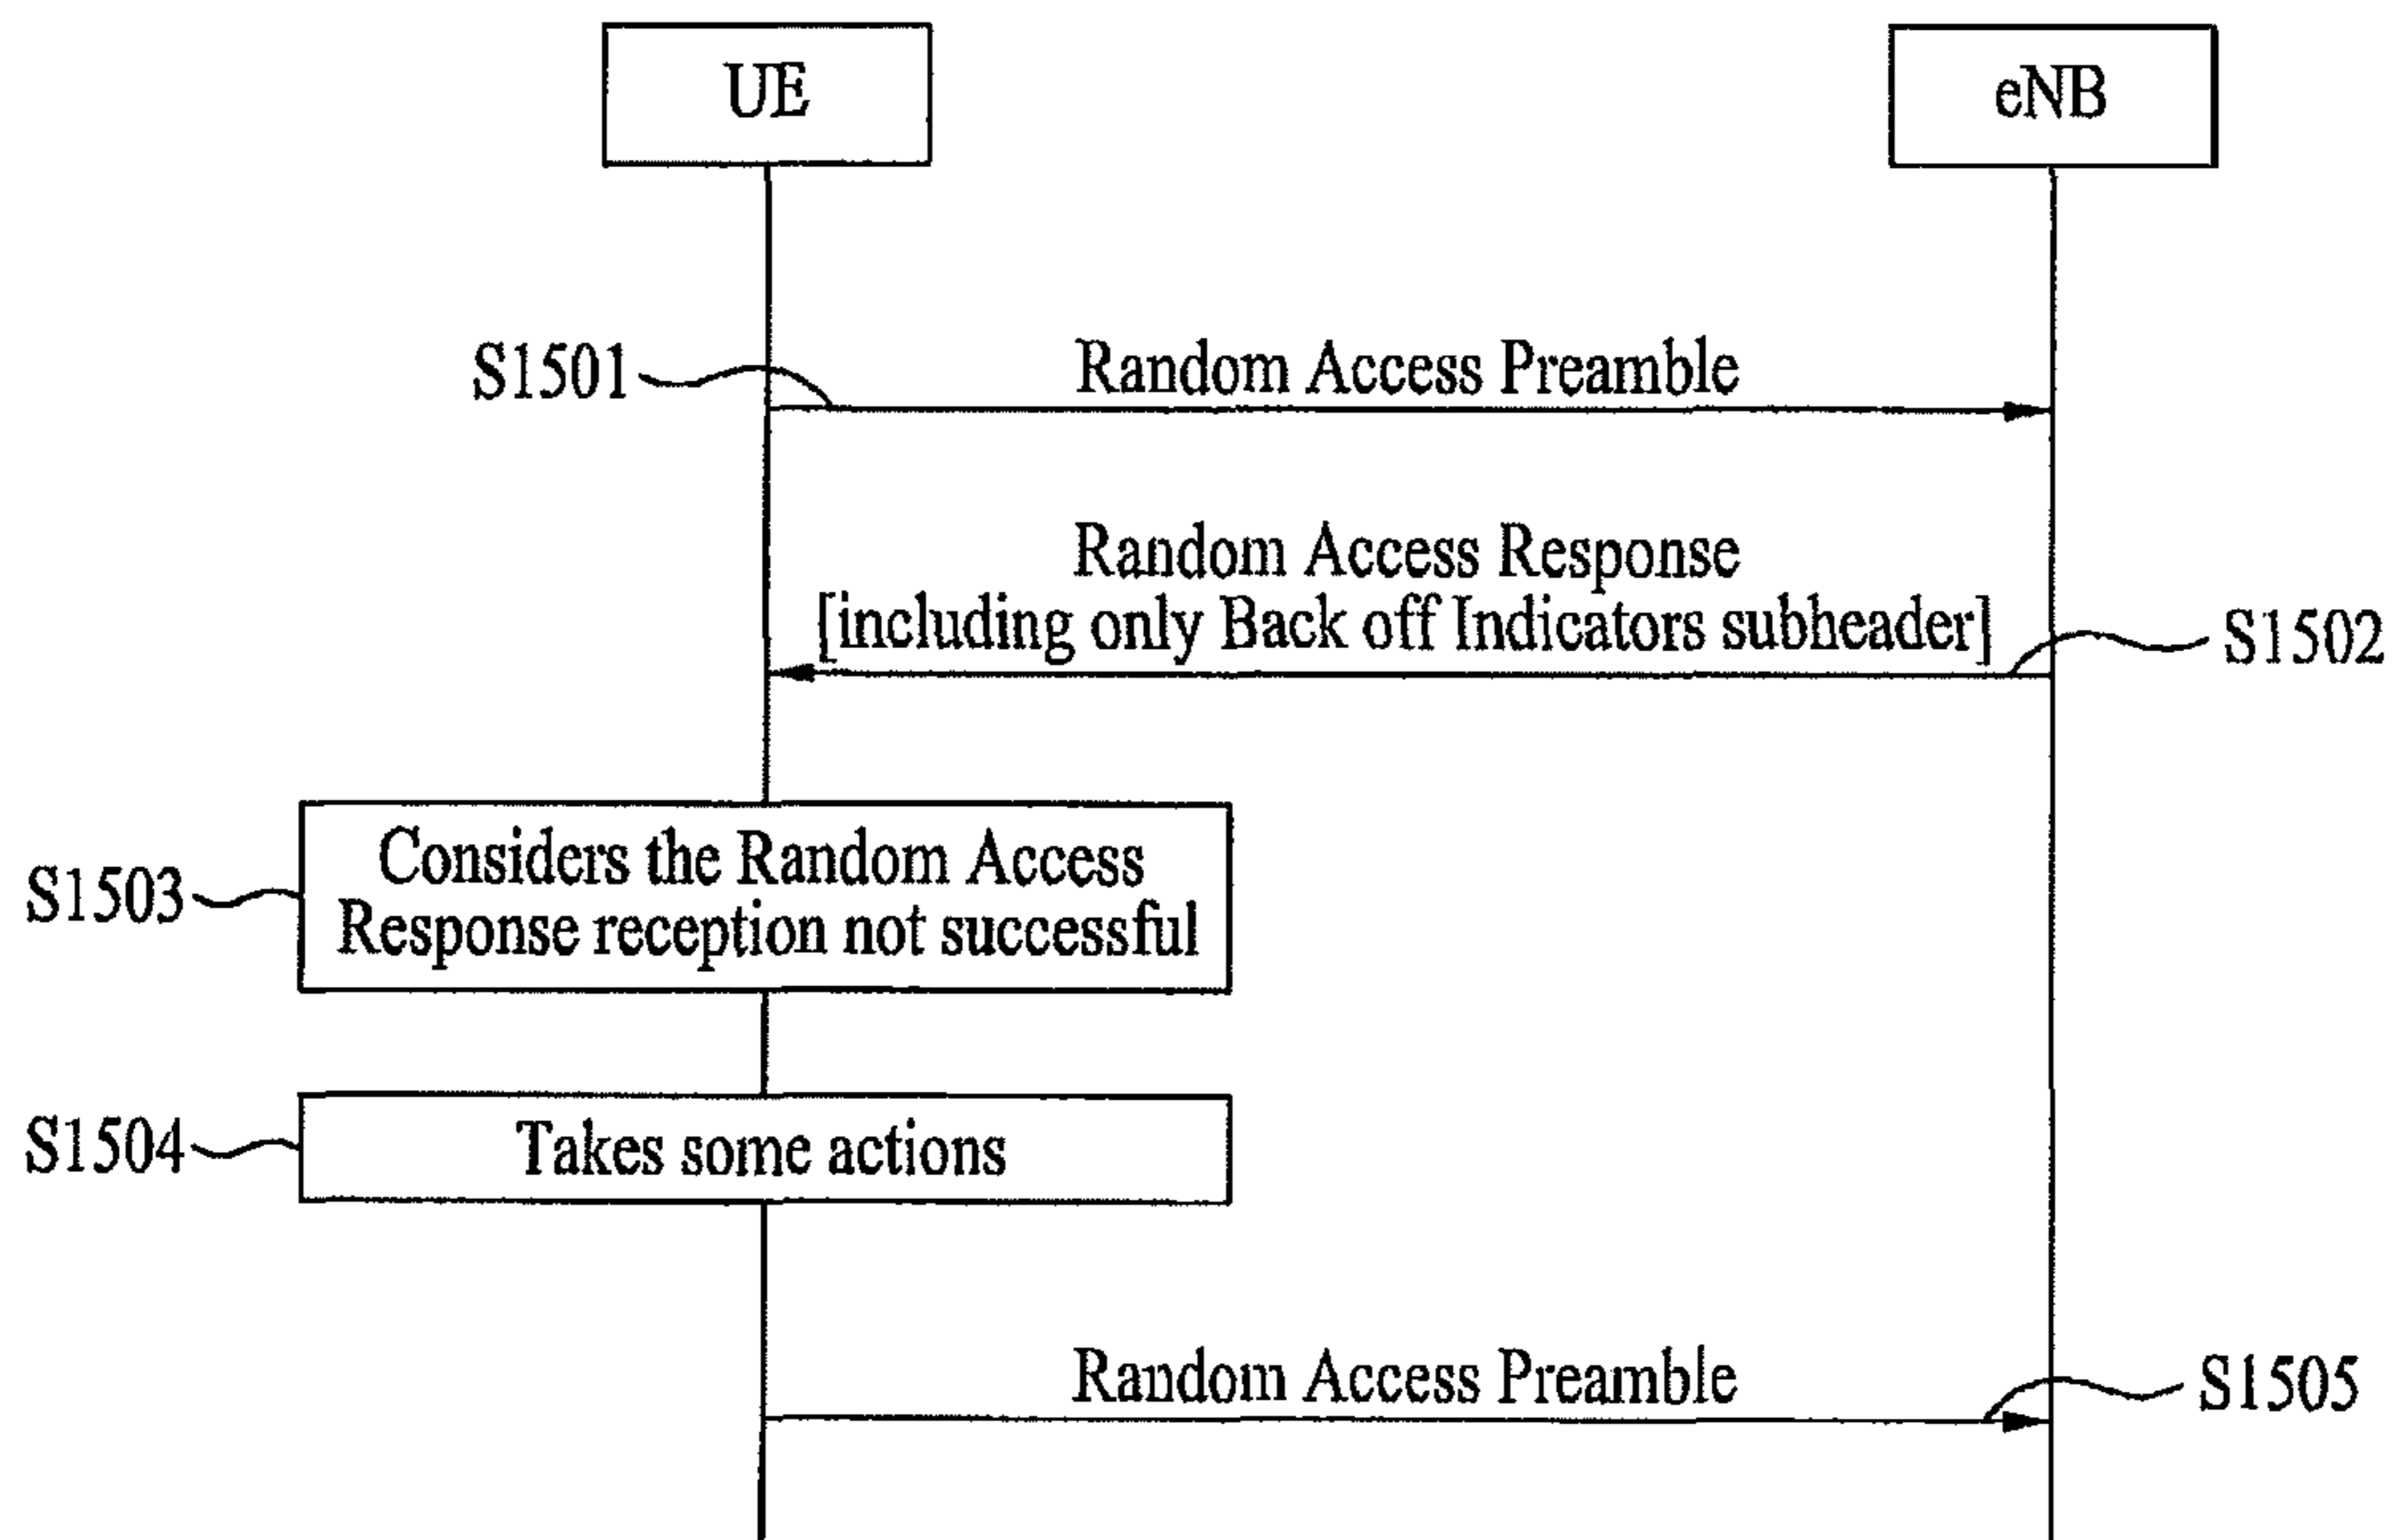 UE
eNB
S1501
Random Access Preamble
Random Access Response
[including only Back off Indicators subheader]
S1502
S1503
Considers the Random Access
Response reception not successful
S1504
Takes some actions
Random Access Preamble
S1505